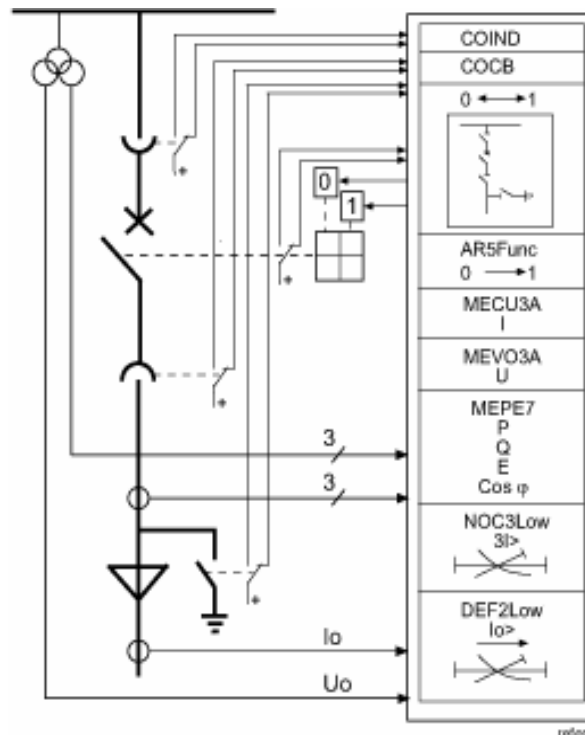 COIND
COCB
0 1
0
1
+
+
+
+
AR5Func
0 1
MECU3A
I
MEVO3A
U
MEPE7
P
Q
E
Cos φ
3
3
NOC3Low
3I>
DEF2Low
Io>
Io
Uo